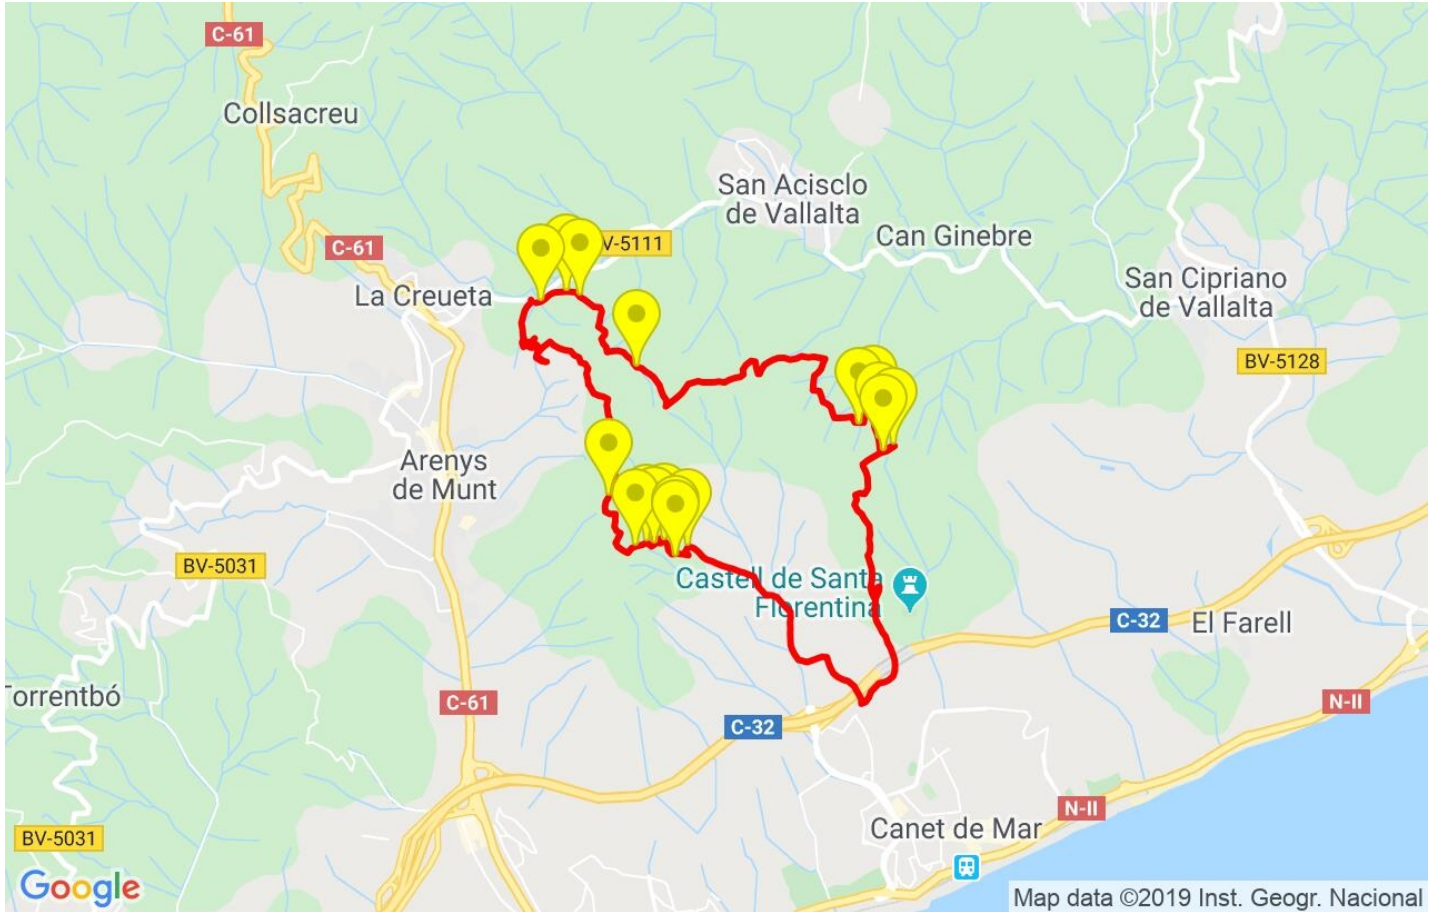 C-61
Collsacreu
San Acisclo
de Vallalta
C-61
V-5111
Can Ginebre
La Creueta
San Cipriano
de Vallalta
BV-5128
Arenys
de Munt
BV-5031
Castell de Santa
Florentina
C-32
El Farell
Torrentbó
C-61
C-32
N-II
N-II
BV-5031
Canet de Mar
Google
Map data ©2019 Inst. Geogr. Nacional